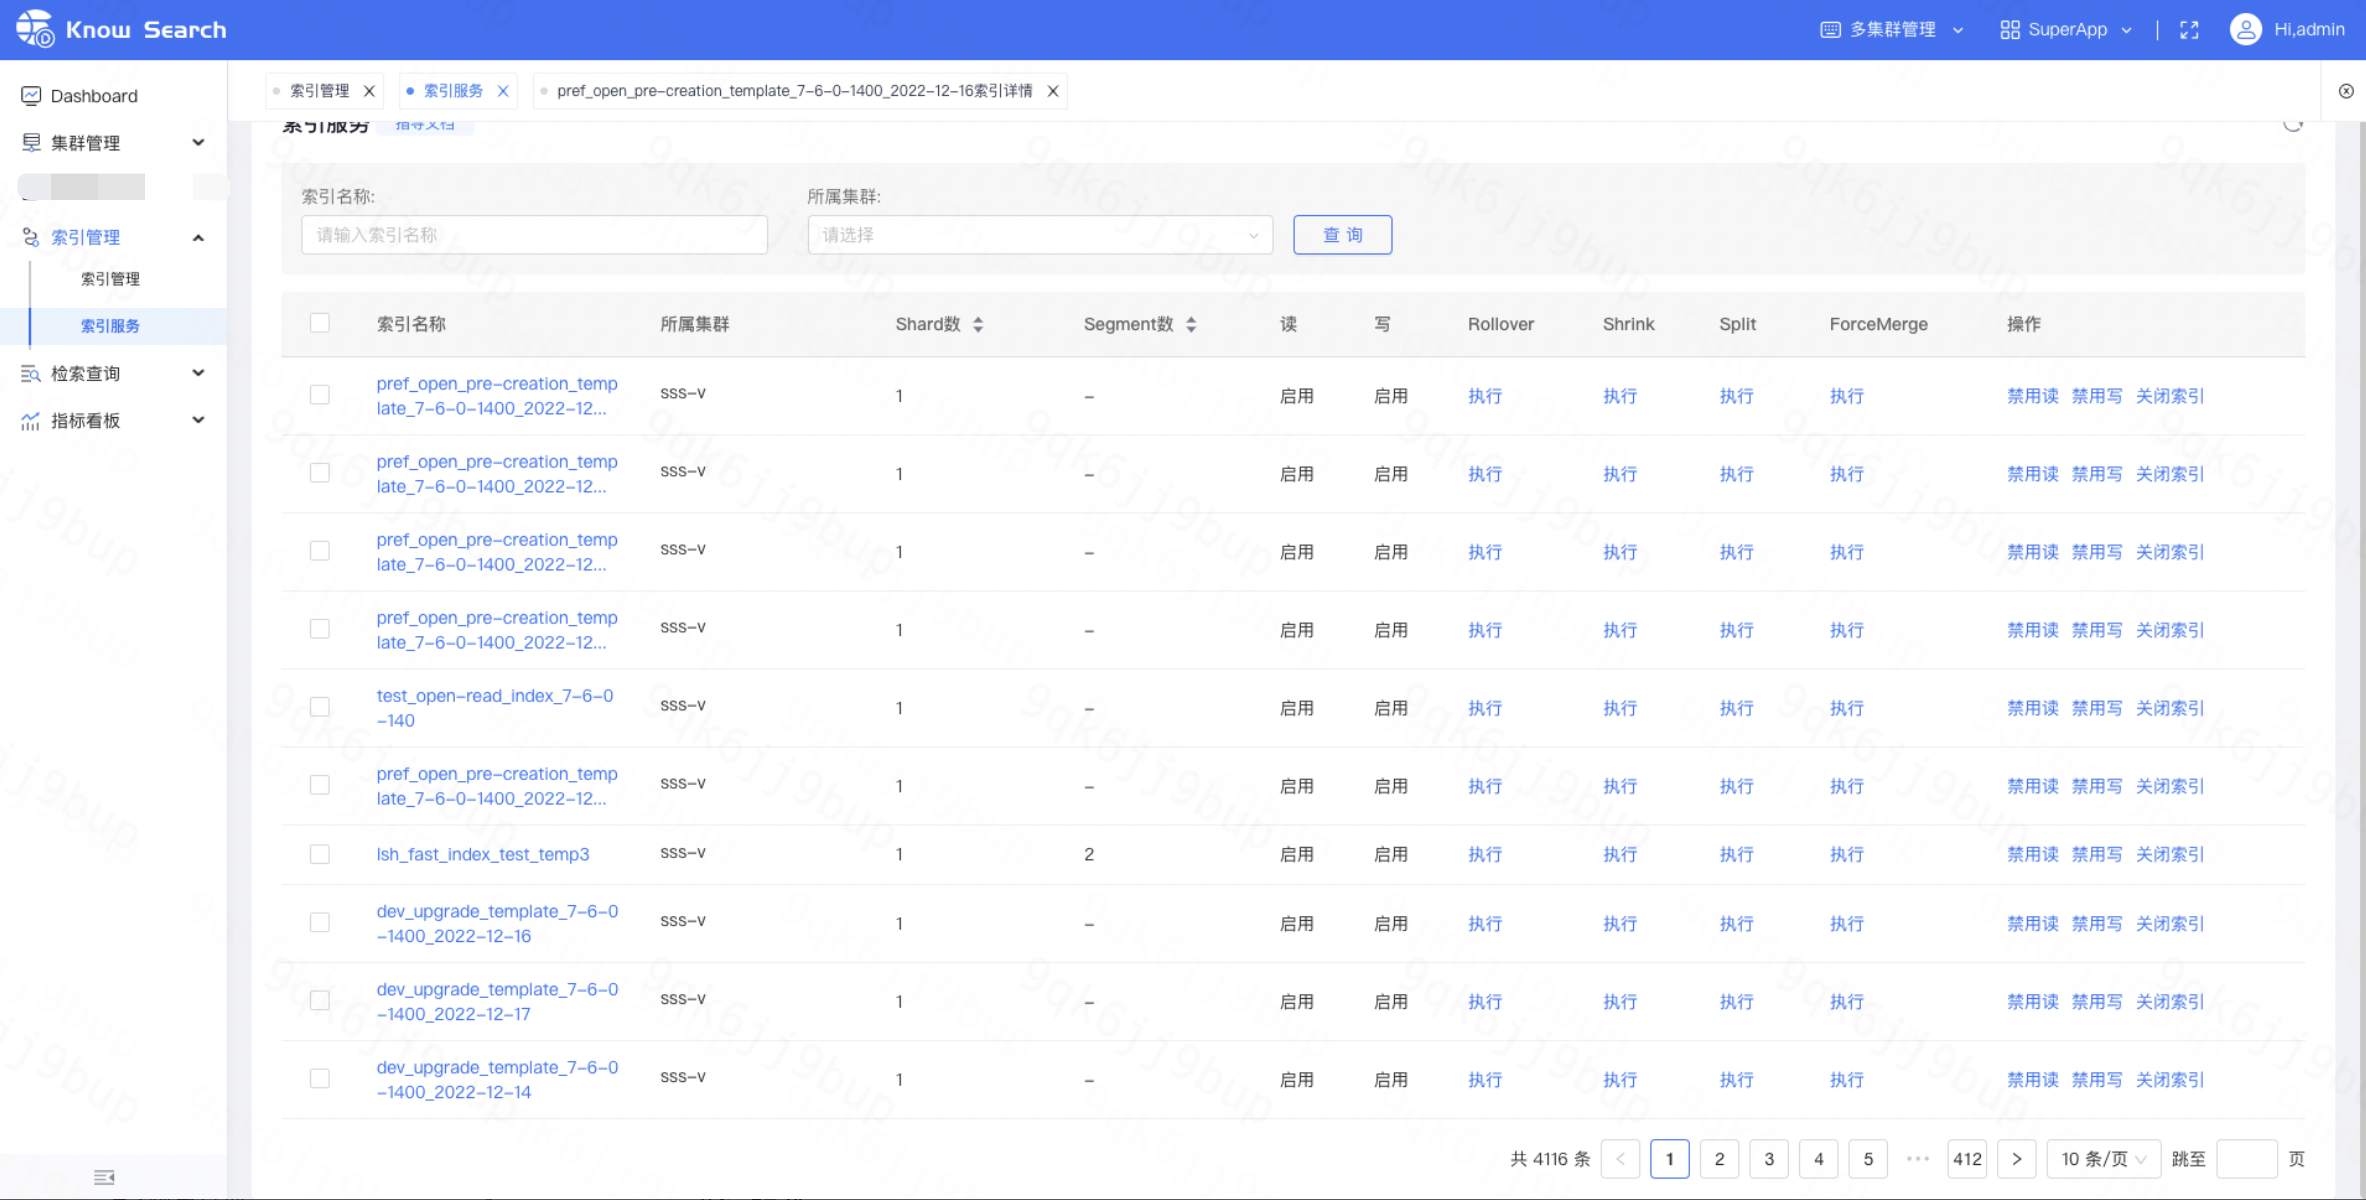 Know Search
多集群管理
SuperApp
Hi,admin
Dashboard
集群管理
索引管理
索引管理
索引服务
检索查询
指标看板
索引管理
索引服务
pref_open_pre-creation_template_7-6-0-1400_2022-12-16索引详情
索引服务 指导文档
索引名称:
请输入索引名称
所属集群:
请选择
查 询
索引名称 所属集群 Shard数 Segment数 读 写 Rollover Shrink Split ForceMerge 操作
pref_open_pre-creation_temp
late_7-6-0-1400_2022-12... sss-v 1 - 启用 启用 执行 执行 执行 执行 禁用读 禁用写 关闭索引
pref_open_pre-creation_temp
late_7-6-0-1400_2022-12... sss-v 1 - 启用 启用 执行 执行 执行 执行 禁用读 禁用写 关闭索引
pref_open_pre-creation_temp
late_7-6-0-1400_2022-12... sss-v 1 - 启用 启用 执行 执行 执行 执行 禁用读 禁用写 关闭索引
pref_open_pre-creation_temp
late_7-6-0-1400_2022-12... sss-v 1 - 启用 启用 执行 执行 执行 执行 禁用读 禁用写 关闭索引
test_open-read_index_7-6-0
-140 sss-v 1 - 启用 启用 执行 执行 执行 执行 禁用读 禁用写 关闭索引
pref_open_pre-creation_temp
late_7-6-0-1400_2022-12... sss-v 1 - 启用 启用 执行 执行 执行 执行 禁用读 禁用写 关闭索引
lsh_fast_index_test_temp3 sss-v 1 2 启用 启用 执行 执行 执行 执行 禁用读 禁用写 关闭索引
dev_upgrade_template_7-6-0
-1400_2022-12-16 sss-v 1 - 启用 启用 执行 执行 执行 执行 禁用读 禁用写 关闭索引
dev_upgrade_template_7-6-0
-1400_2022-12-17 sss-v 1 - 启用 启用 执行 执行 执行 执行 禁用读 禁用写 关闭索引
dev_upgrade_template_7-6-0
-1400_2022-12-14 sss-v 1 - 启用 启用 执行 执行 执行 执行 禁用读 禁用写 关闭索引
共 4116 条 < 1 2 3 4 5 ••• 412 > 10 条/页 跳至 页
9qk6jj9bup